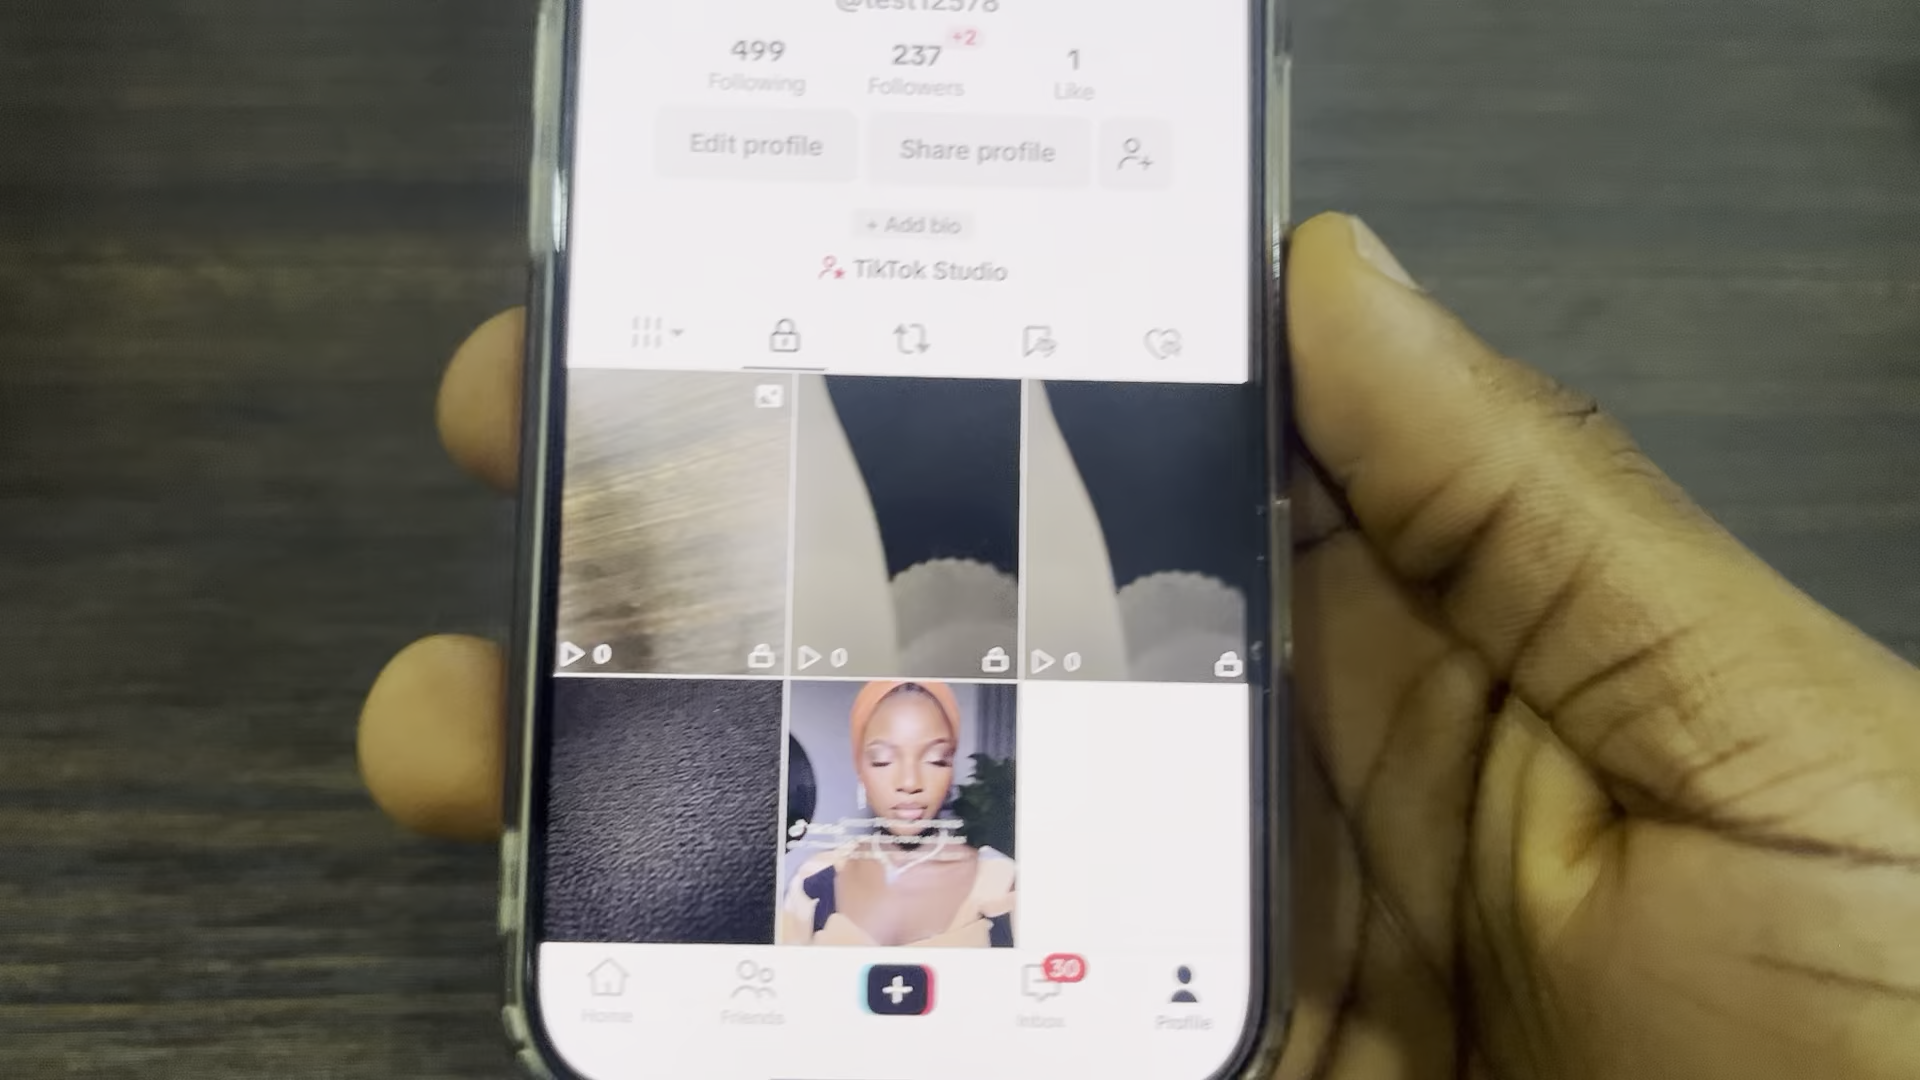 @test12578
499 237 +2 1
Following Followers Like
Edit profile Share profile
+ Add bio
TikTok Studio
0 0 0
30
Home Friends Inbox Profile